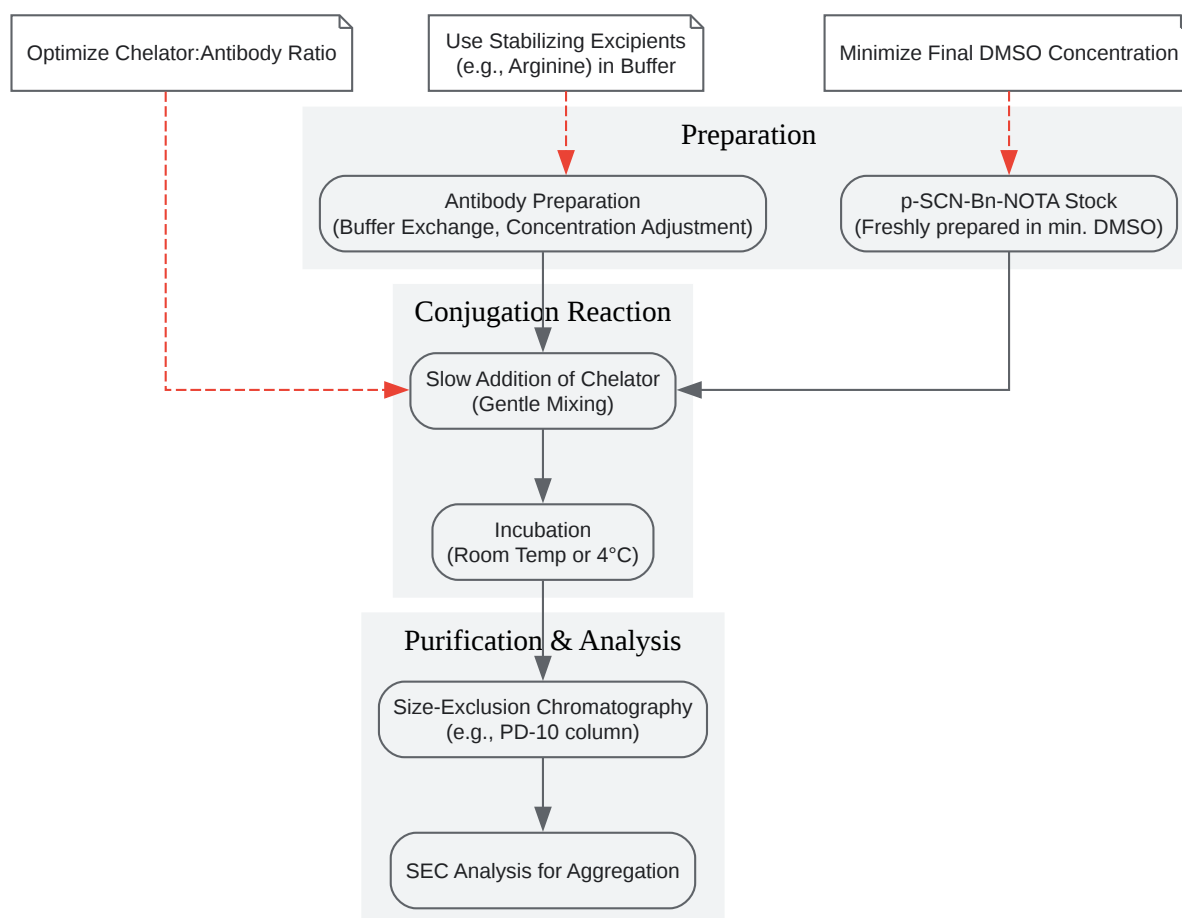 Optimize Chelator:Antibody Ratio
Use Stabilizing Excipients
(e.g., Arginine) in Buffer
Minimize Final DMSO Concentration
Preparation
Antibody Preparation
(Buffer Exchange, Concentration Adjustment)
p-SCN-Bn-NOTA Stock
(Freshly prepared in min. DMSO)
Conjugation Reaction
Slow Addition of Chelator
(Gentle Mixing)
Incubation
(Room Temp or 4°C)
Purification & Analysis
Size-Exclusion Chromatography
(e.g., PD-10 column)
SEC Analysis for Aggregation